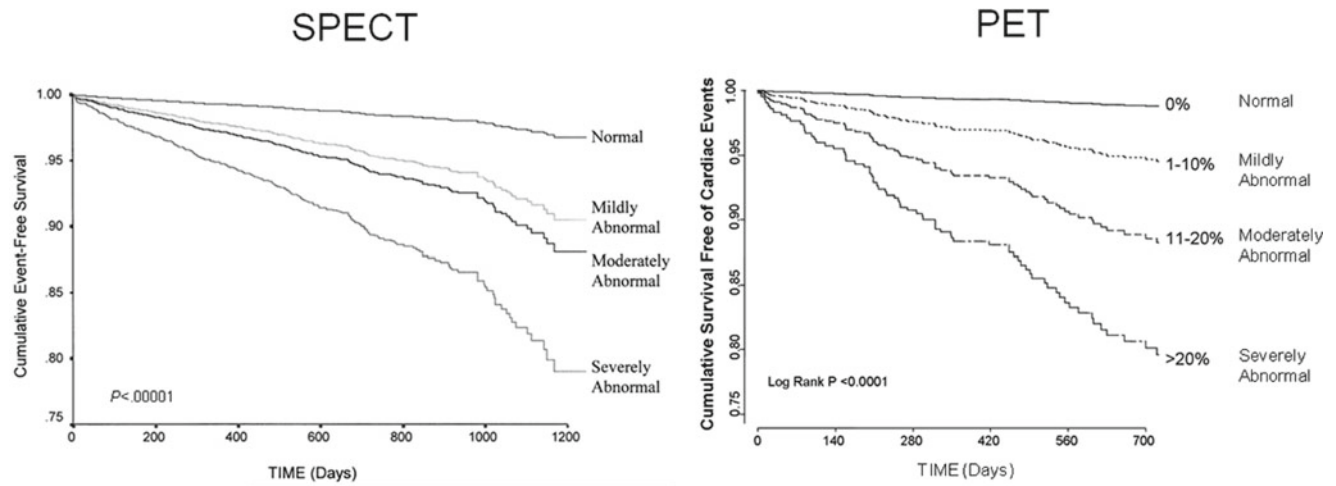 SPECT
Cumulative Event-Free Survival
1.00
.95
.90
.85
.80
.75
0
200
400
600
800
1000
1200
TIME (Days)
P<.00001
Normal
Mildly
Abnormal
Moderately
Abnormal
Severely
Abnormal
PET
Cumulative Survival Free of Cardiac Events
1.00
0.95
0.90
0.85
0.80
0.75
0
140
280
420
560
700
TIME (Days)
Log Rank P <0.0001
0% Normal
1-10% Mildly
Abnormal
11-20% Moderately
Abnormal
>20% Severely
Abnormal